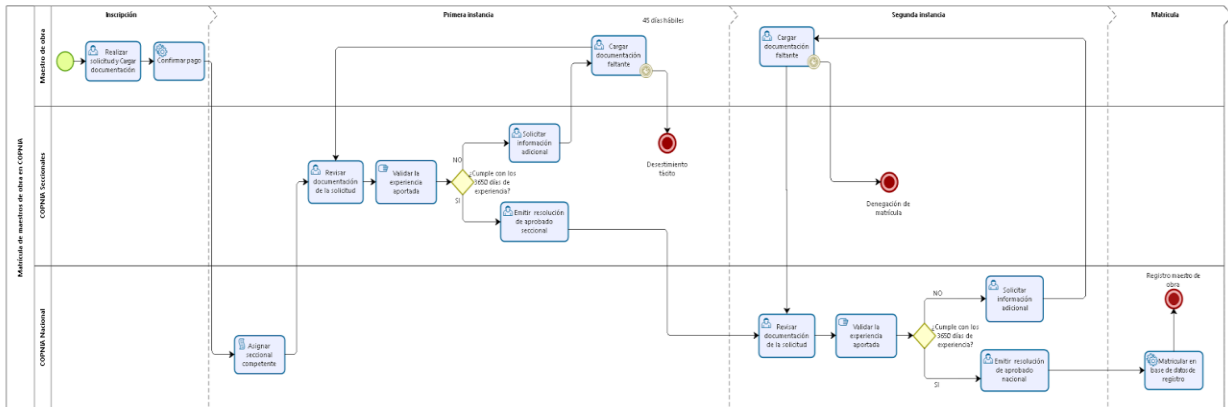 Inscripción
Primera instancia
Segunda instancia
Matrícula
Matrícula de maestros de obra en COPNIA
Maestro de obra
Realizar
solicitud y Cargar
documentación
Confirmar pago
Cargar
documentación
faltante
45 días hábiles
Cargar
documentación
faltante
COPNIA Seccionales
Revisar
documentación
de la solicitud
Validar la
experiencia
aportada
NO
¿Cumple con los
3650 días de
experiencia?
SI
Solicitar
información
adicional
Emitir resolución
de aprobado
seccional
Desestimiento
tácito
Denegación de
matrícula
COPNIA Nacional
Asignar
seccional
competente
Revisar
documentación
de la solicitud
Validar la
experiencia
aportada
NO
¿Cumple con los
3650 días de
experiencia?
SI
Solicitar
información
adicional
Emitir resolución
de aprobado
nacional
Registro maestro de
obra
Matricular en
base de datos de
registro